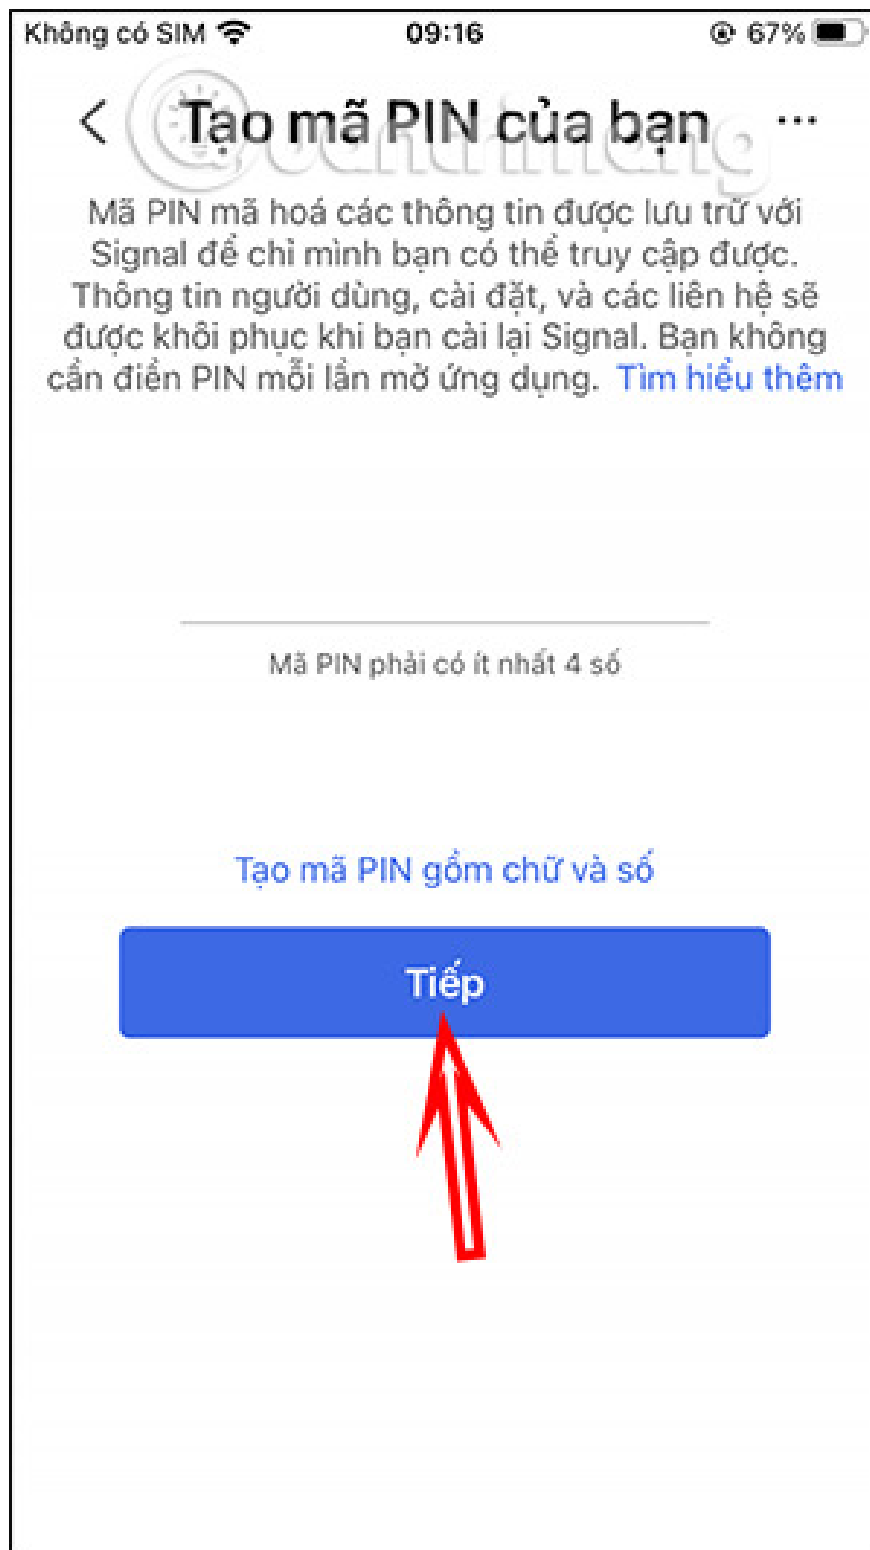 Không có SIM 09:16 67%
Tạo mã PIN của bạn ...
Quantrimang
Mã PIN mã hoá các thông tin được lưu trữ với
Signal để chỉ mình bạn có thể truy cập được.
Thông tin người dùng, cài đặt, và các liên hệ sẽ
được khôi phục khi bạn cài lại Signal. Bạn không
cần điền PIN mỗi lần mở ứng dụng. Tìm hiểu thêm
Mã PIN phải có ít nhất 4 số
Tạo mã PIN gồm chữ và số
Tiếp